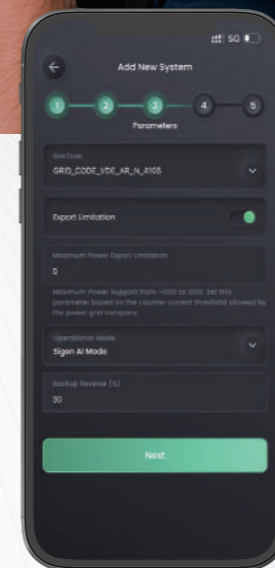 5G
Add New System
1 2 3 4 5
Parameters
Grid Code
GRID_CODE_VDE_AR_N_4105
Export Limitation
Maximum Power Export Limitation
0
Maximum Power Support from -1000 to 1000. Set this
parameter based on the counter current threshold allowed by
the power grid company.
Operational Mode
Sigen AI Mode
Backup Reverse (%)
30
Next